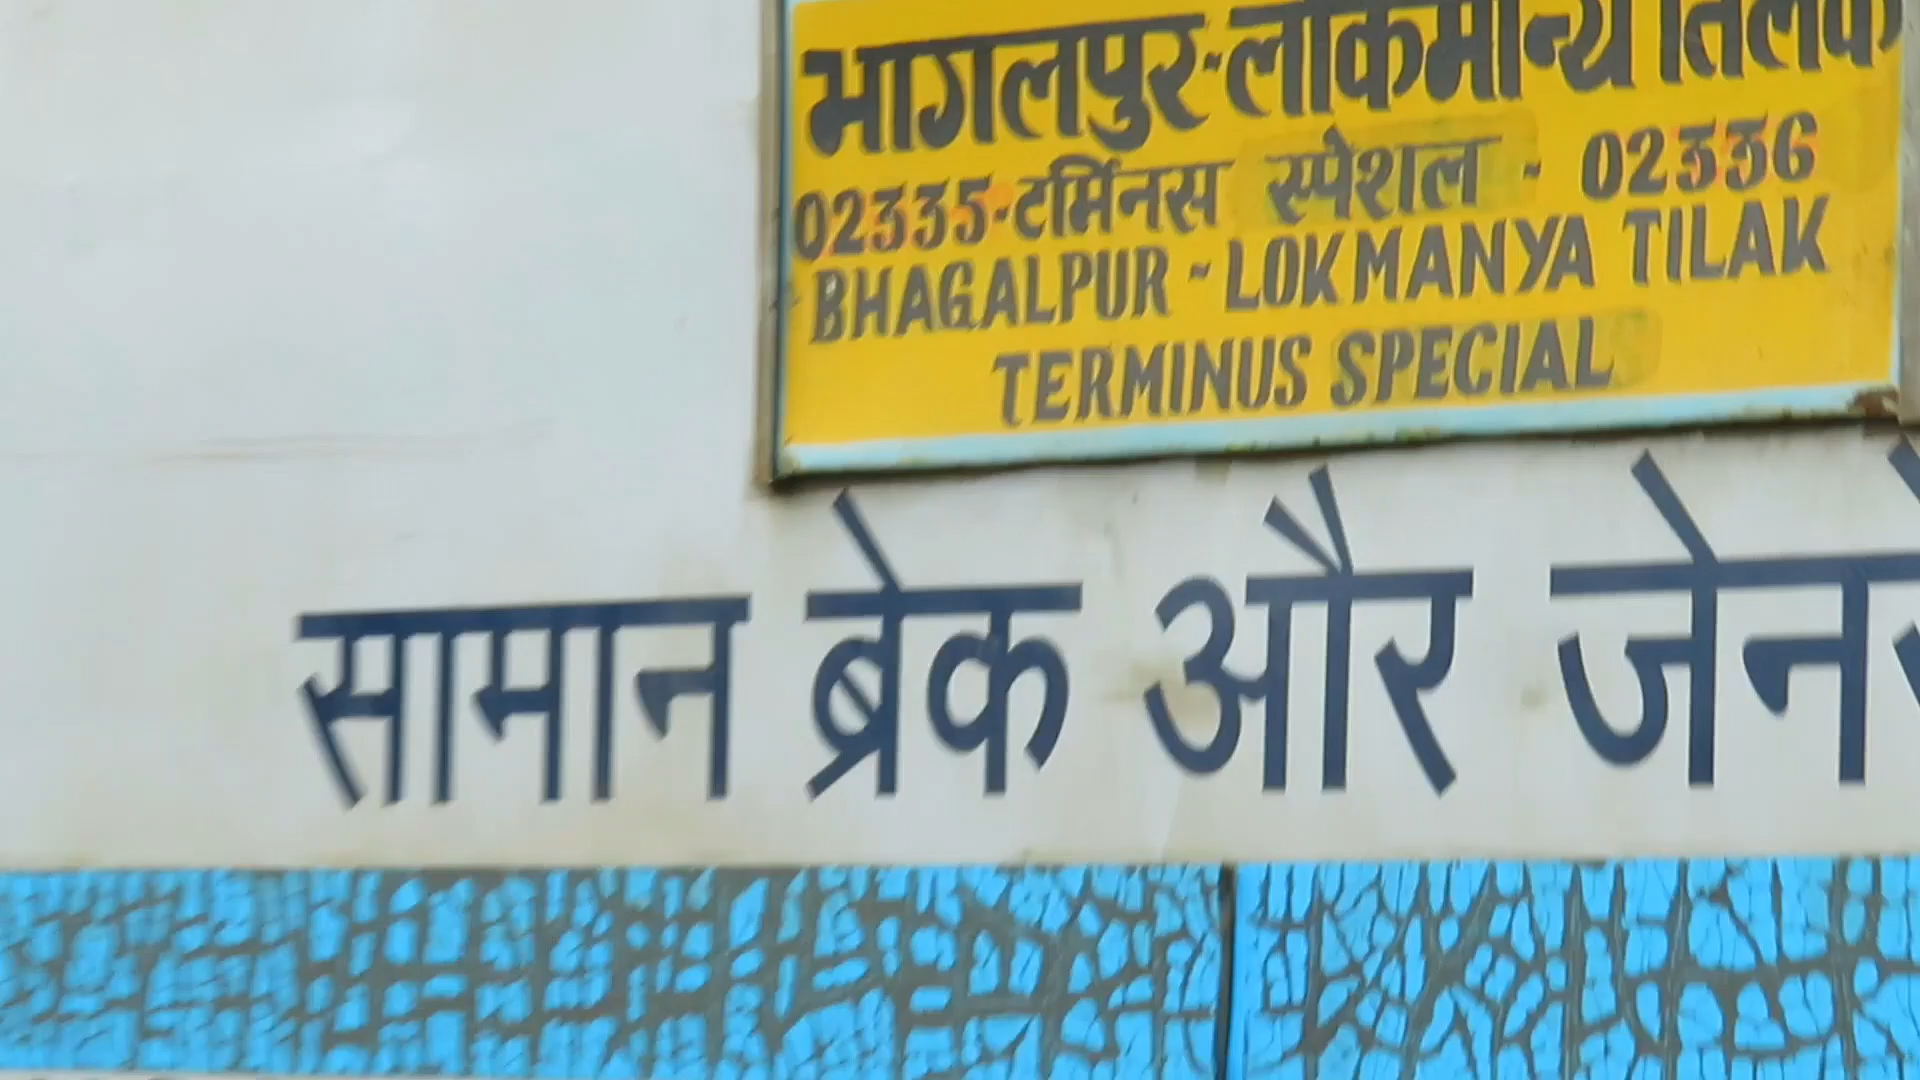 भागलपुर-लोकमान्य तिलक
02335-टर्मिनस स्पेशल - 02336
BHAGALPUR - LOKMANYA TILAK
TERMINUS SPECIAL
सामान ब्रेक और